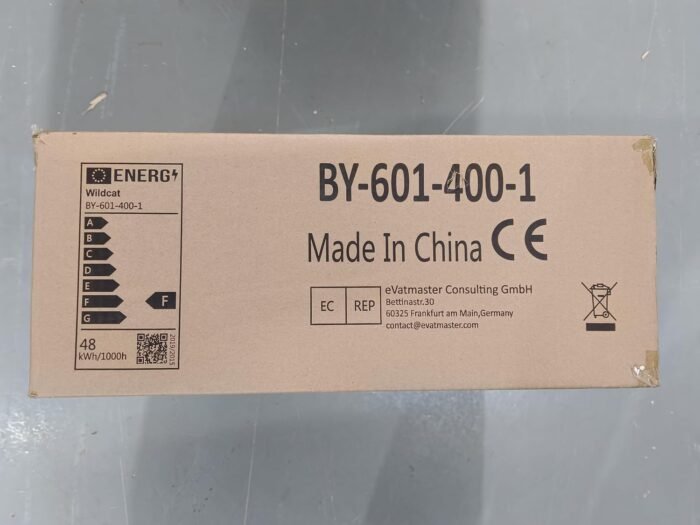 ENERG
Wildcat
BY-601-400-1
A
B
C
D
E
F
F
G
48
kWh/1000h
2019/2015
BY-601-400-1
Made In China CE
EC REP
eVatmaster Consulting GmbH
Bettinastr.30
60325 Frankfurt am Main,Germany
contact@evatmaster.com